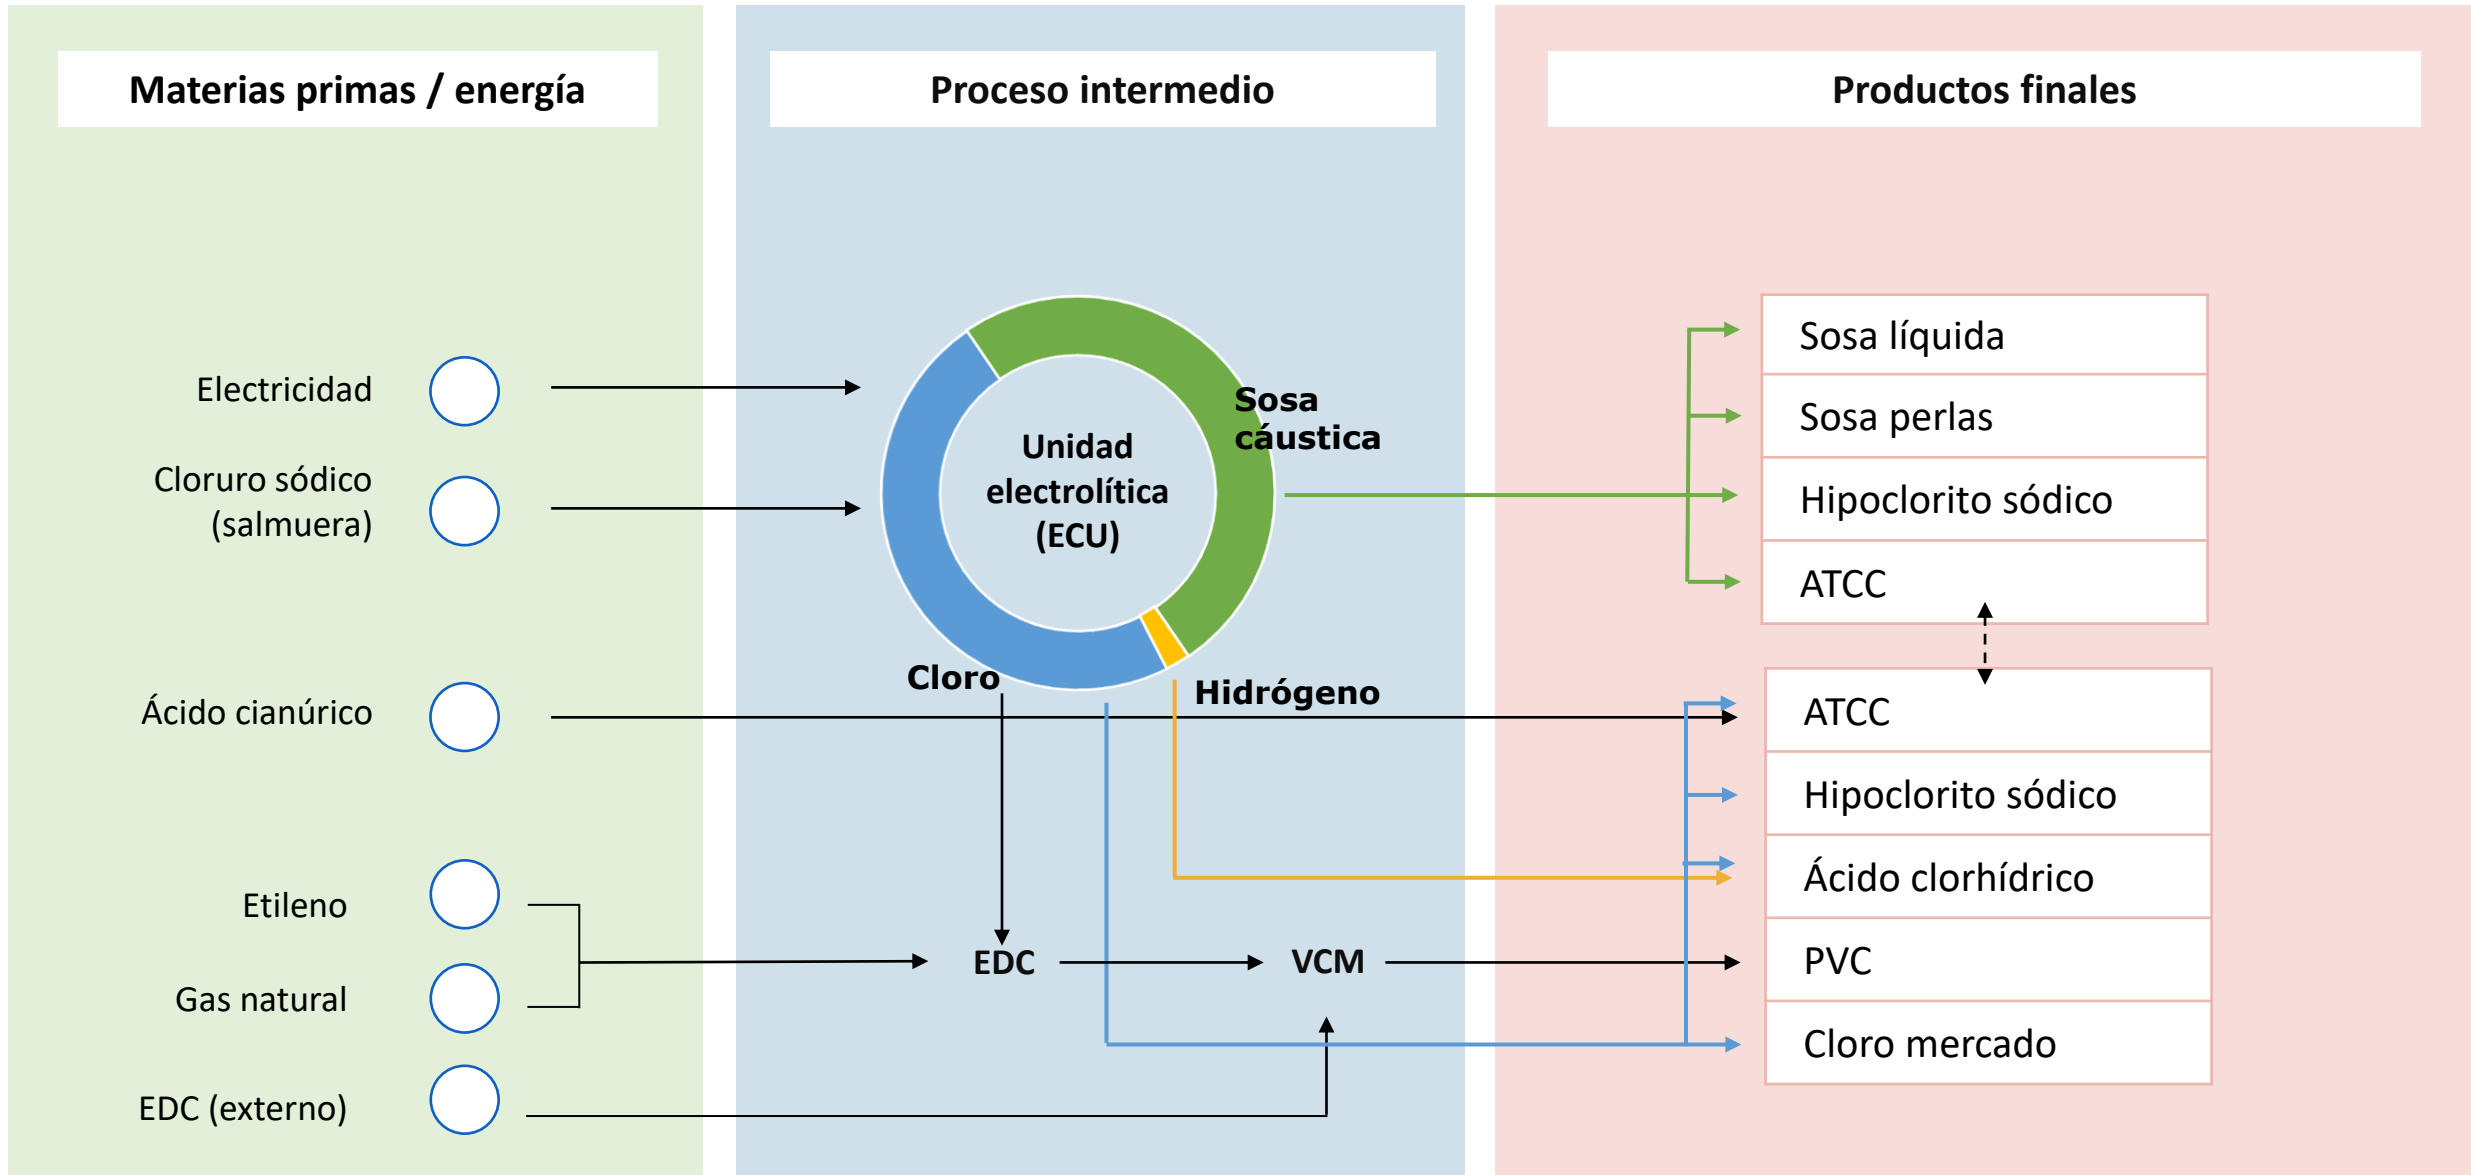 Materias primas / energía
Proceso intermedio
Productos finales
Electricidad
Cloruro sódico
(salmuera)
Ácido cianúrico
Etileno
Gas natural
EDC (externo)
Unidad
electrolítica
(ECU)
Sosa
cáustica
Cloro
Hidrógeno
EDC
VCM
Sosa líquida
Sosa perlas
Hipoclorito sódico
ATCC
ATCC
Hipoclorito sódico
Ácido clorhídrico
PVC
Cloro mercado